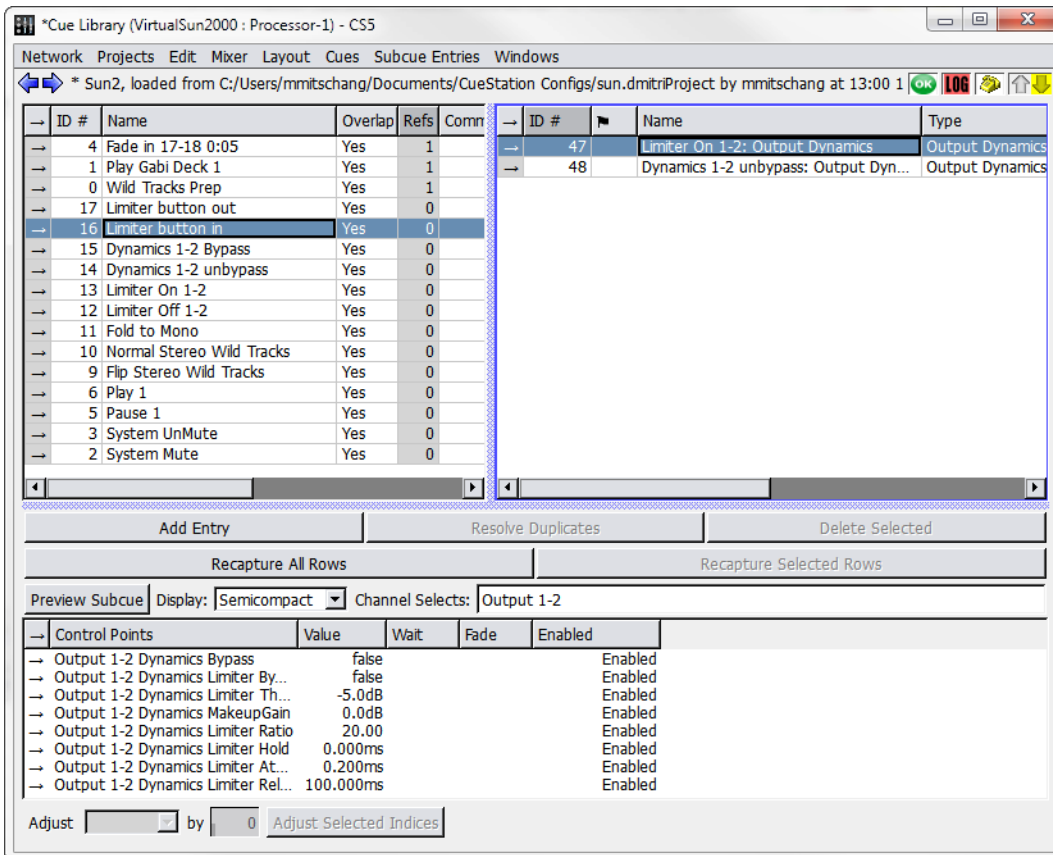 *Cue Library (VirtualSun2000 : Processor-1) - CS5
Network Projects Edit Mixer Layout Cues Subcue Entries Windows
* Sun2, loaded from C:/Users/mmitschang/Documents/CueStation Configs/sun.dmitriProject by mmitschang at 13:00 1 OK LOG
→ ID # Name Overlap Refs Comm
→ 4 Fade in 17-18 0:05 Yes 1
→ 1 Play Gabi Deck 1 Yes 1
→ 0 Wild Tracks Prep Yes 1
→ 17 Limiter button out Yes 0
→ 16 Limiter button in Yes 0
→ 15 Dynamics 1-2 Bypass Yes 0
→ 14 Dynamics 1-2 unbypass Yes 0
→ 13 Limiter On 1-2 Yes 0
→ 12 Limiter Off 1-2 Yes 0
→ 11 Fold to Mono Yes 0
→ 10 Normal Stereo Wild Tracks Yes 0
→ 9 Flip Stereo Wild Tracks Yes 0
→ 6 Play 1 Yes 0
→ 5 Pause 1 Yes 0
→ 3 System UnMute Yes 0
→ 2 System Mute Yes 0
→ ID # Name Type
→ 47 Limiter On 1-2: Output Dynamics Output Dynamics
→ 48 Dynamics 1-2 unbypass: Output Dyn... Output Dynamics
Add Entry Resolve Duplicates Delete Selected
Recapture All Rows Recapture Selected Rows
Preview Subcue Display: Semicompact Channel Selects: Output 1-2
→ Control Points Value Wait Fade Enabled
→ Output 1-2 Dynamics Bypass false Enabled
→ Output 1-2 Dynamics Limiter By... false Enabled
→ Output 1-2 Dynamics Limiter Th... -5.0dB Enabled
→ Output 1-2 Dynamics MakeupGain 0.0dB Enabled
→ Output 1-2 Dynamics Limiter Ratio 20.00 Enabled
→ Output 1-2 Dynamics Limiter Hold 0.000ms Enabled
→ Output 1-2 Dynamics Limiter At... 0.200ms Enabled
→ Output 1-2 Dynamics Limiter Rel... 100.000ms Enabled
Adjust by 0 Adjust Selected Indices